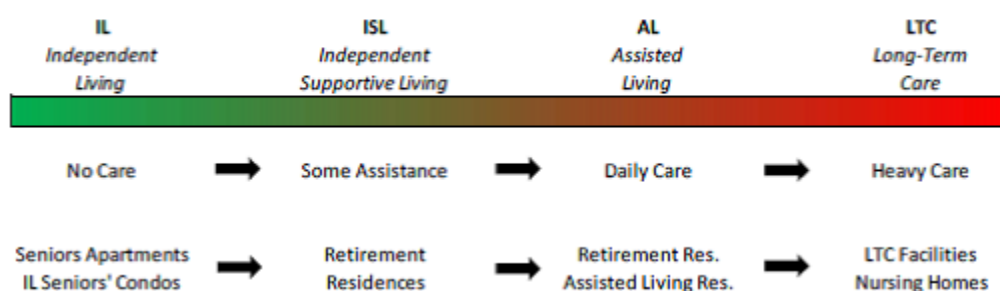 IL ISL AL LTC
Independent Independent Assisted Long-Term
Living Supportive Living Living Care
No Care Some Assistance Daily Care Heavy Care
Seniors Apartments Retirement Retirement Res. LTC Facilities
IL Seniors' Condos Residences Assisted Living Res. Nursing Homes